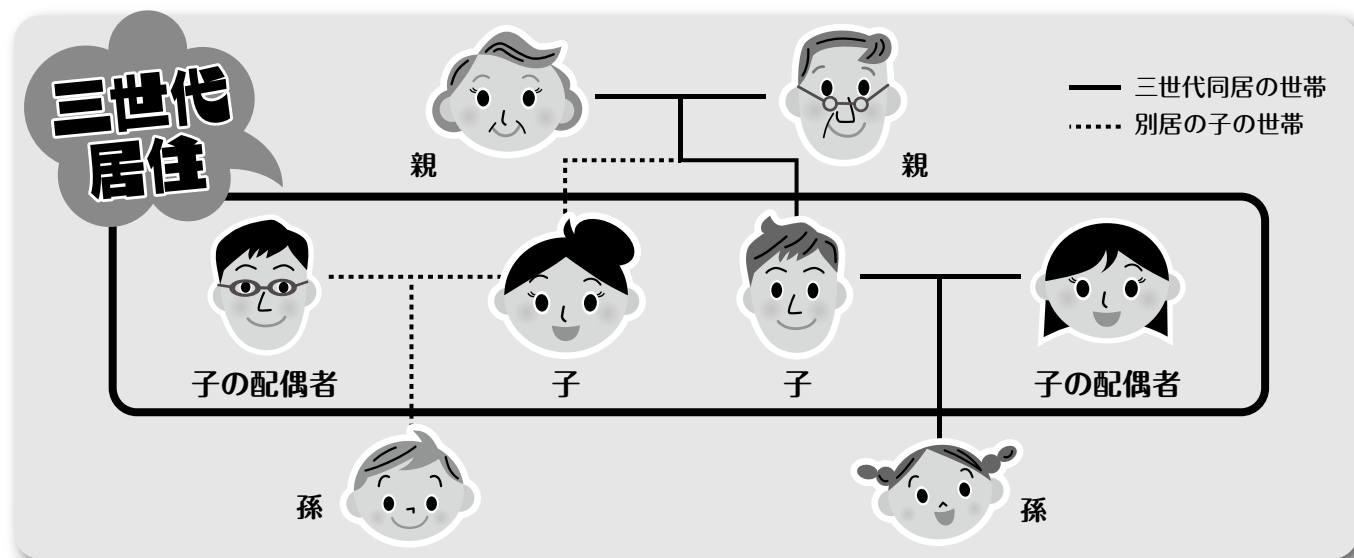 三世代
居住
三世代同居の世帯
別居の子の世帯
親
親
子の配偶者
子
子
子の配偶者
孫
孫